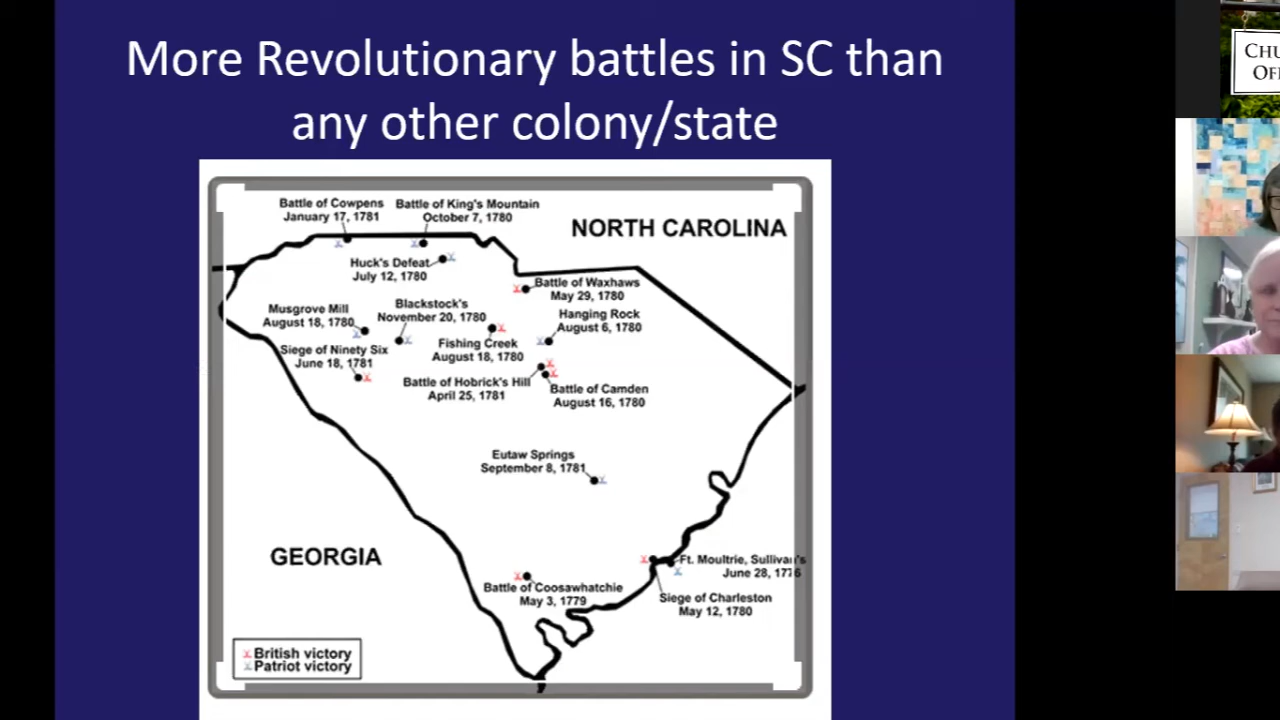 More Revolutionary battles in SC than
any other colony/state
Battle of Cowpens
January 17, 1781
Battle of King's Mountain
October 7, 1780
NORTH CAROLINA
Huck's Defeat
July 12, 1780
Battle of Waxhaws
May 29, 1780
Musgrove Mill
August 18, 1780
Blackstock's
November 20, 1780
Hanging Rock
August 6, 1780
Fishing Creek
August 18, 1780
Siege of Ninety Six
June 18, 1781
Battle of Hobrick's Hill
April 25, 1781
Battle of Camden
August 16, 1780
Eutaw Springs
September 8, 1781
GEORGIA
Ft. Moultrie, Sullivan's
June 28, 1776
Battle of Coosawhatchie
May 3, 1779
Siege of Charleston
May 12, 1780
British victory
Patriot victory